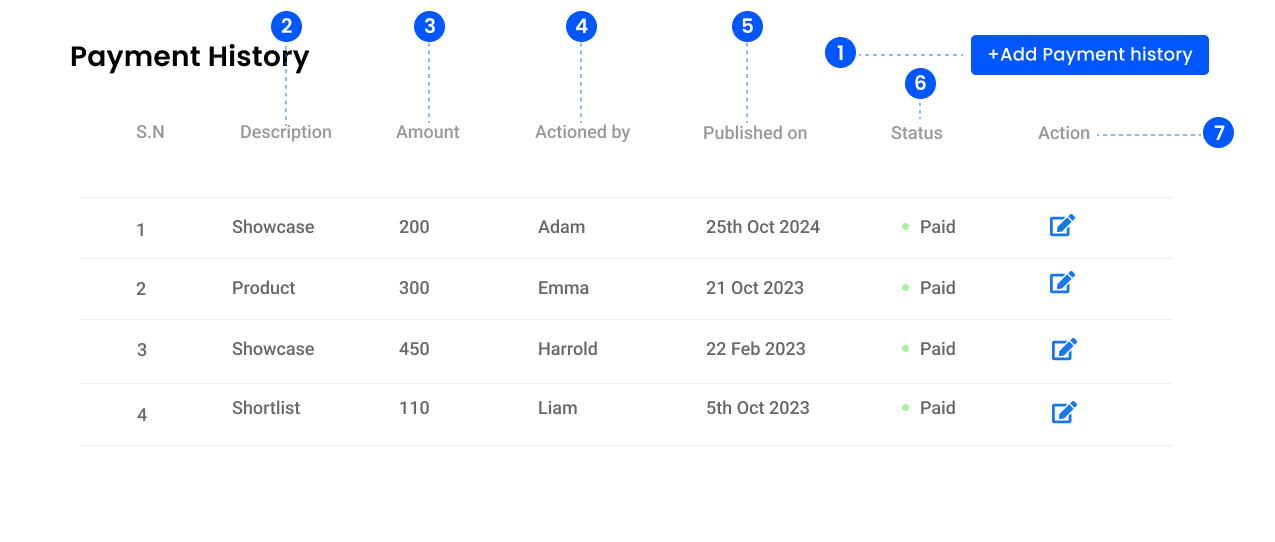 2 3 4 5
Payment History 1 +Add Payment history
6
S.N Description Amount Actioned by Published on Status Action 7
1 Showcase 200 Adam 25th Oct 2024 Paid
2 Product 300 Emma 21 Oct 2023 Paid
3 Showcase 450 Harrold 22 Feb 2023 Paid
4 Shortlist 110 Liam 5th Oct 2023 Paid